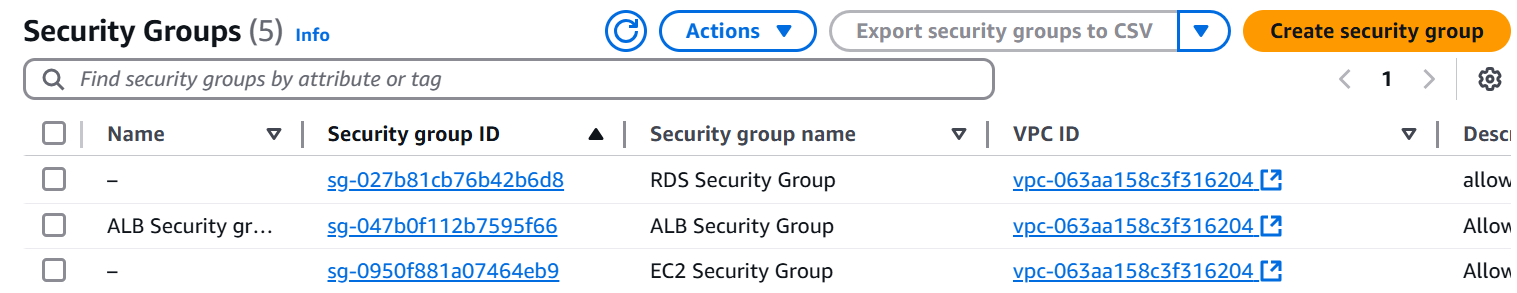 Security Groups (5) Info Actions Export security groups to CSV Create security group
Find security groups by attribute or tag 1
Name Security group ID Security group name VPC ID Descr
– sg-027b81cb76b42b6d8 RDS Security Group vpc-063aa158c3f316204 allow
ALB Security gr... sg-047b0f112b7595f66 ALB Security Group vpc-063aa158c3f316204 Allow
– sg-0950f881a07464eb9 EC2 Security Group vpc-063aa158c3f316204 Allow